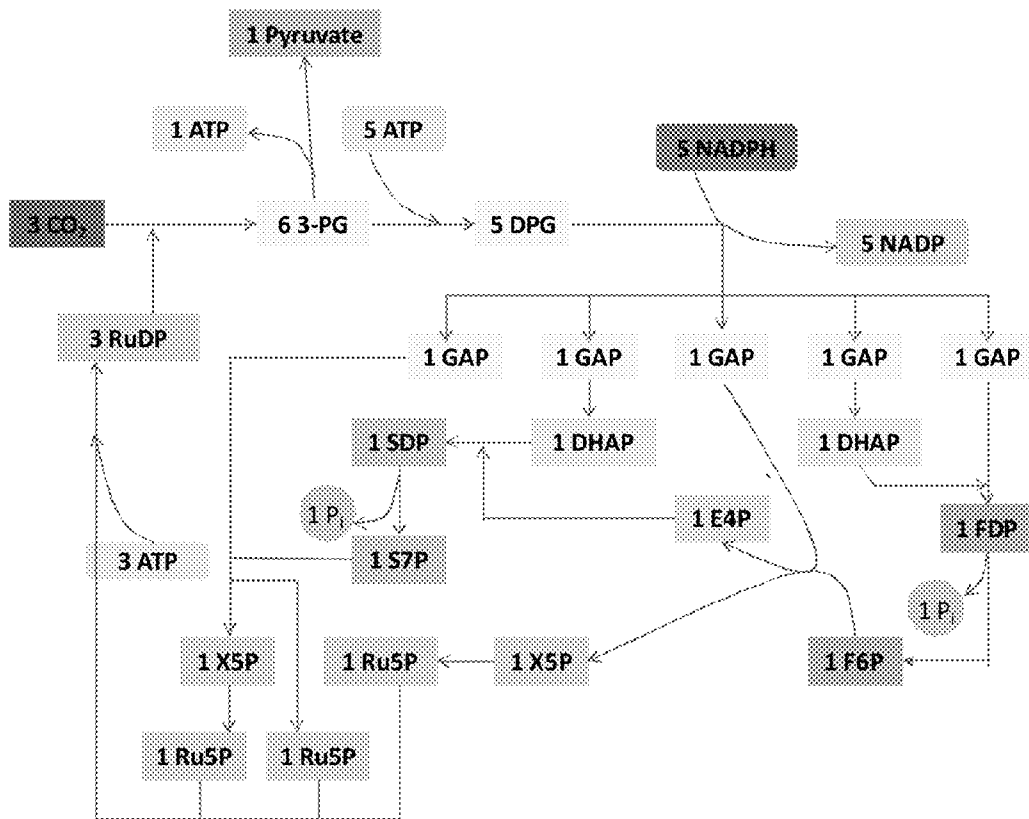 1 Pyruvate
1 ATP
5 ATP
5 NADPH
3 CO₂
6 3-PG
5 DPG
5 NADP
3 RuDP
1 GAP
1 GAP
1 GAP
1 GAP
1 GAP
1 SDP
1 DHAP
1 DHAP
1 Pᵢ
1 E4P
1 FDP
3 ATP
1 S7P
1 Pᵢ
1 X5P
1 Ru5P
1 X5P
1 F6P
1 Ru5P
1 Ru5P